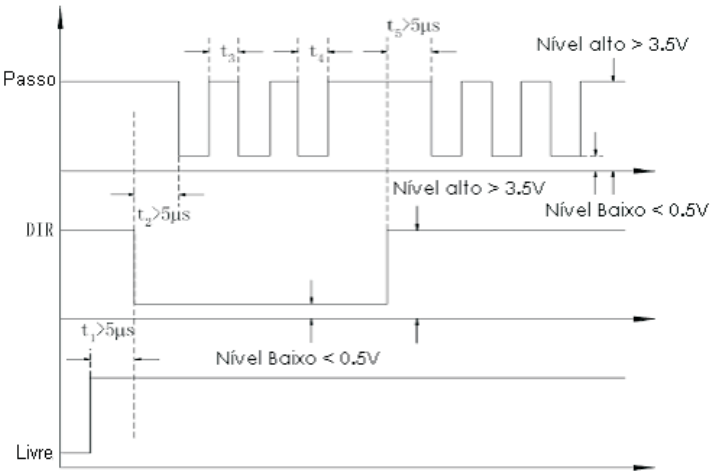 t₅>5μs
Nível alto > 3.5V
t₃
t₄
Passo
Nível alto > 3.5V
t₂>5μs
Nível Baixo < 0.5V
DIR
t₁>5μs
Nível Baixo < 0.5V
Livre